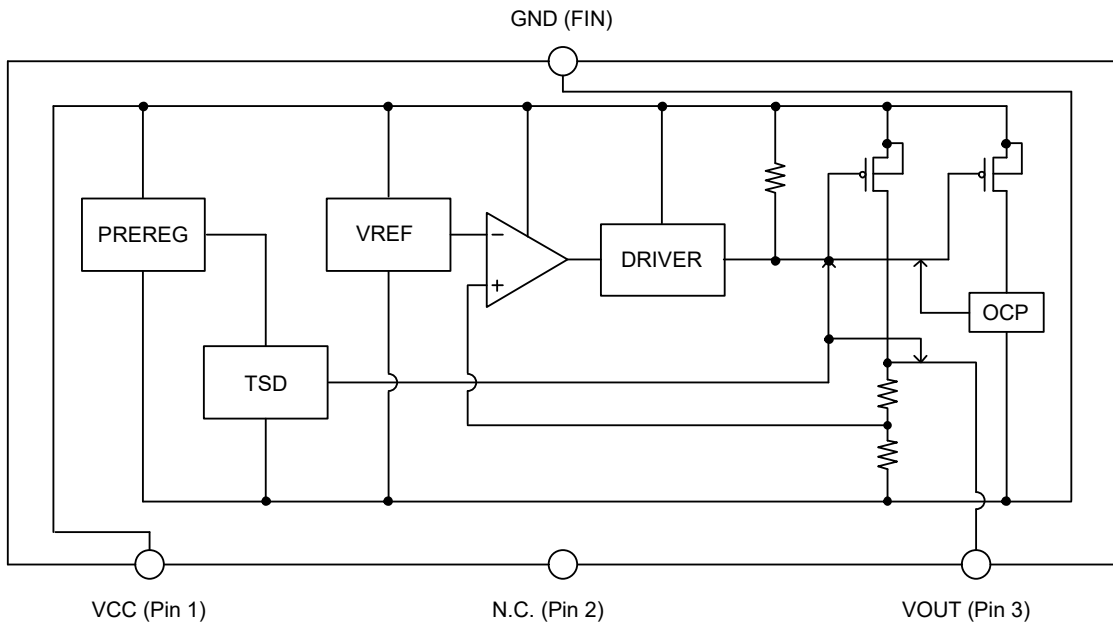 GND (FIN)
PREREG
VREF
−
+
DRIVER
OCP
TSD
VCC (Pin 1)
N.C. (Pin 2)
VOUT (Pin 3)